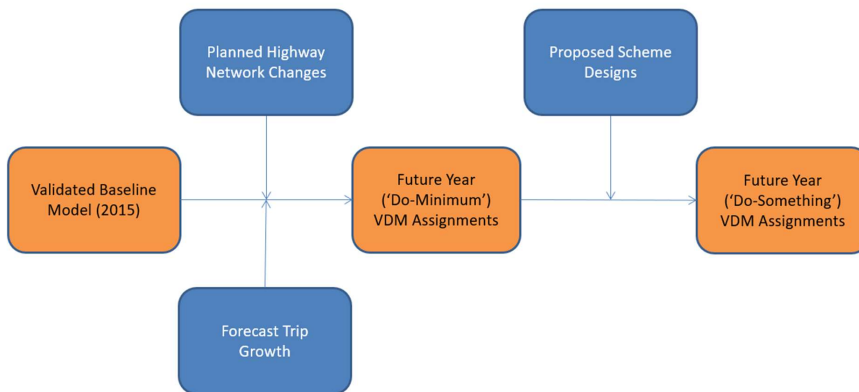 Planned Highway
Network Changes
Proposed Scheme
Designs
Validated Baseline
Model (2015)
Future Year
('Do-Minimum')
VDM Assignments
Future Year
('Do-Something')
VDM Assignments
Forecast Trip
Growth